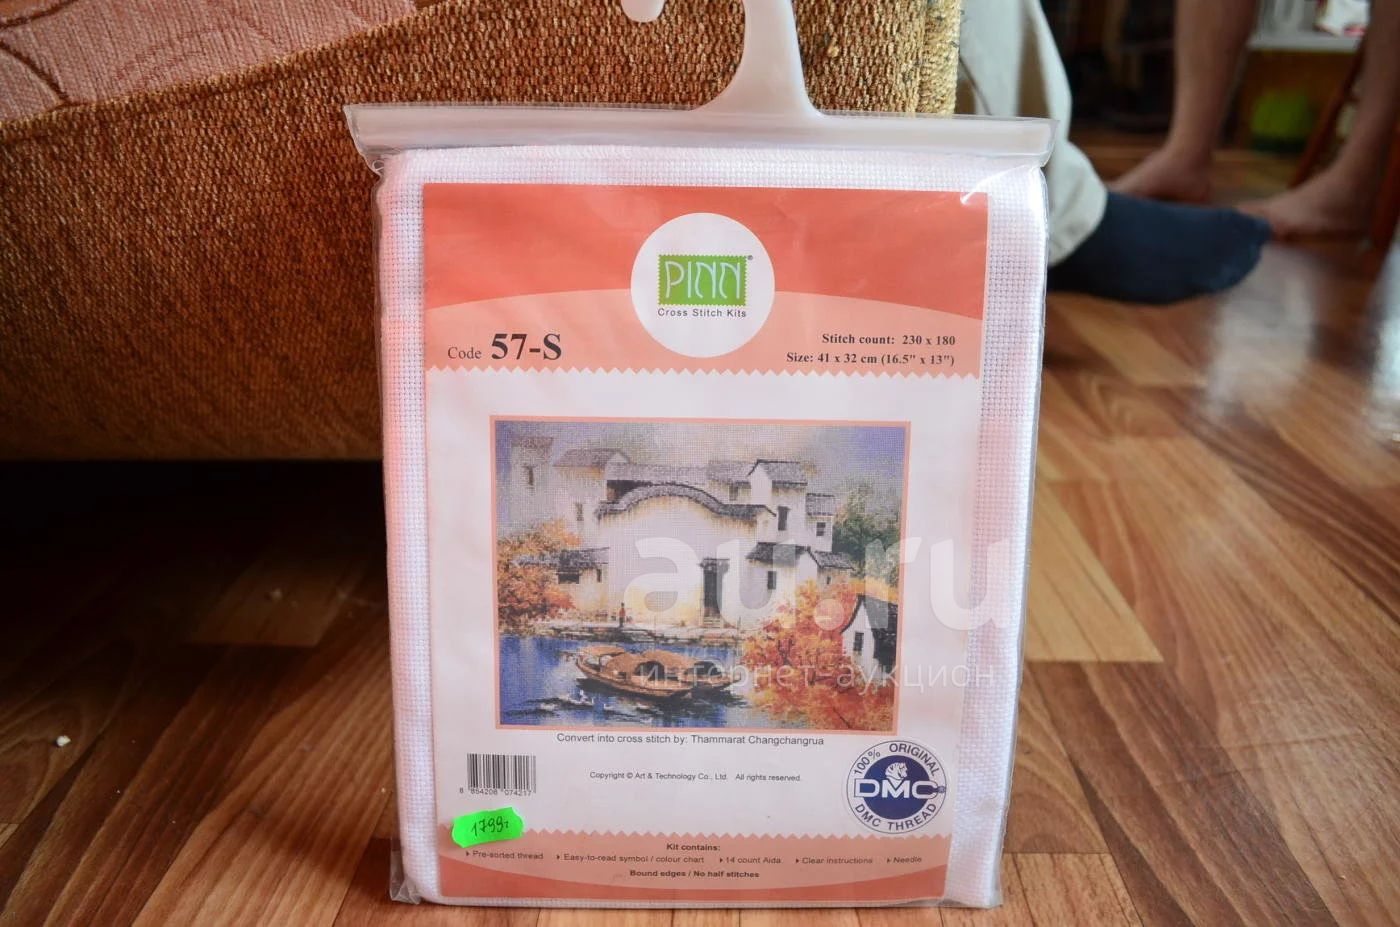 PINN®
Cross Stitch Kits
Code 57-S
Stitch count: 230 x 180
Size: 41 x 32 cm (16.5" x 13")
au.ru
интернет-аукцион
Convert into cross stitch by: Thammarat Changchangrua
Copyright © Art & Technology Co., Ltd. All rights reserved.
8 854208 074217
100% ORIGINAL
DMC®
DMC THREAD
1799
Kit contains:
Pre-sorted thread Easy-to-read symbol / colour chart 14 count Aida Clear instructions Needle
Bound edges / No half stitches